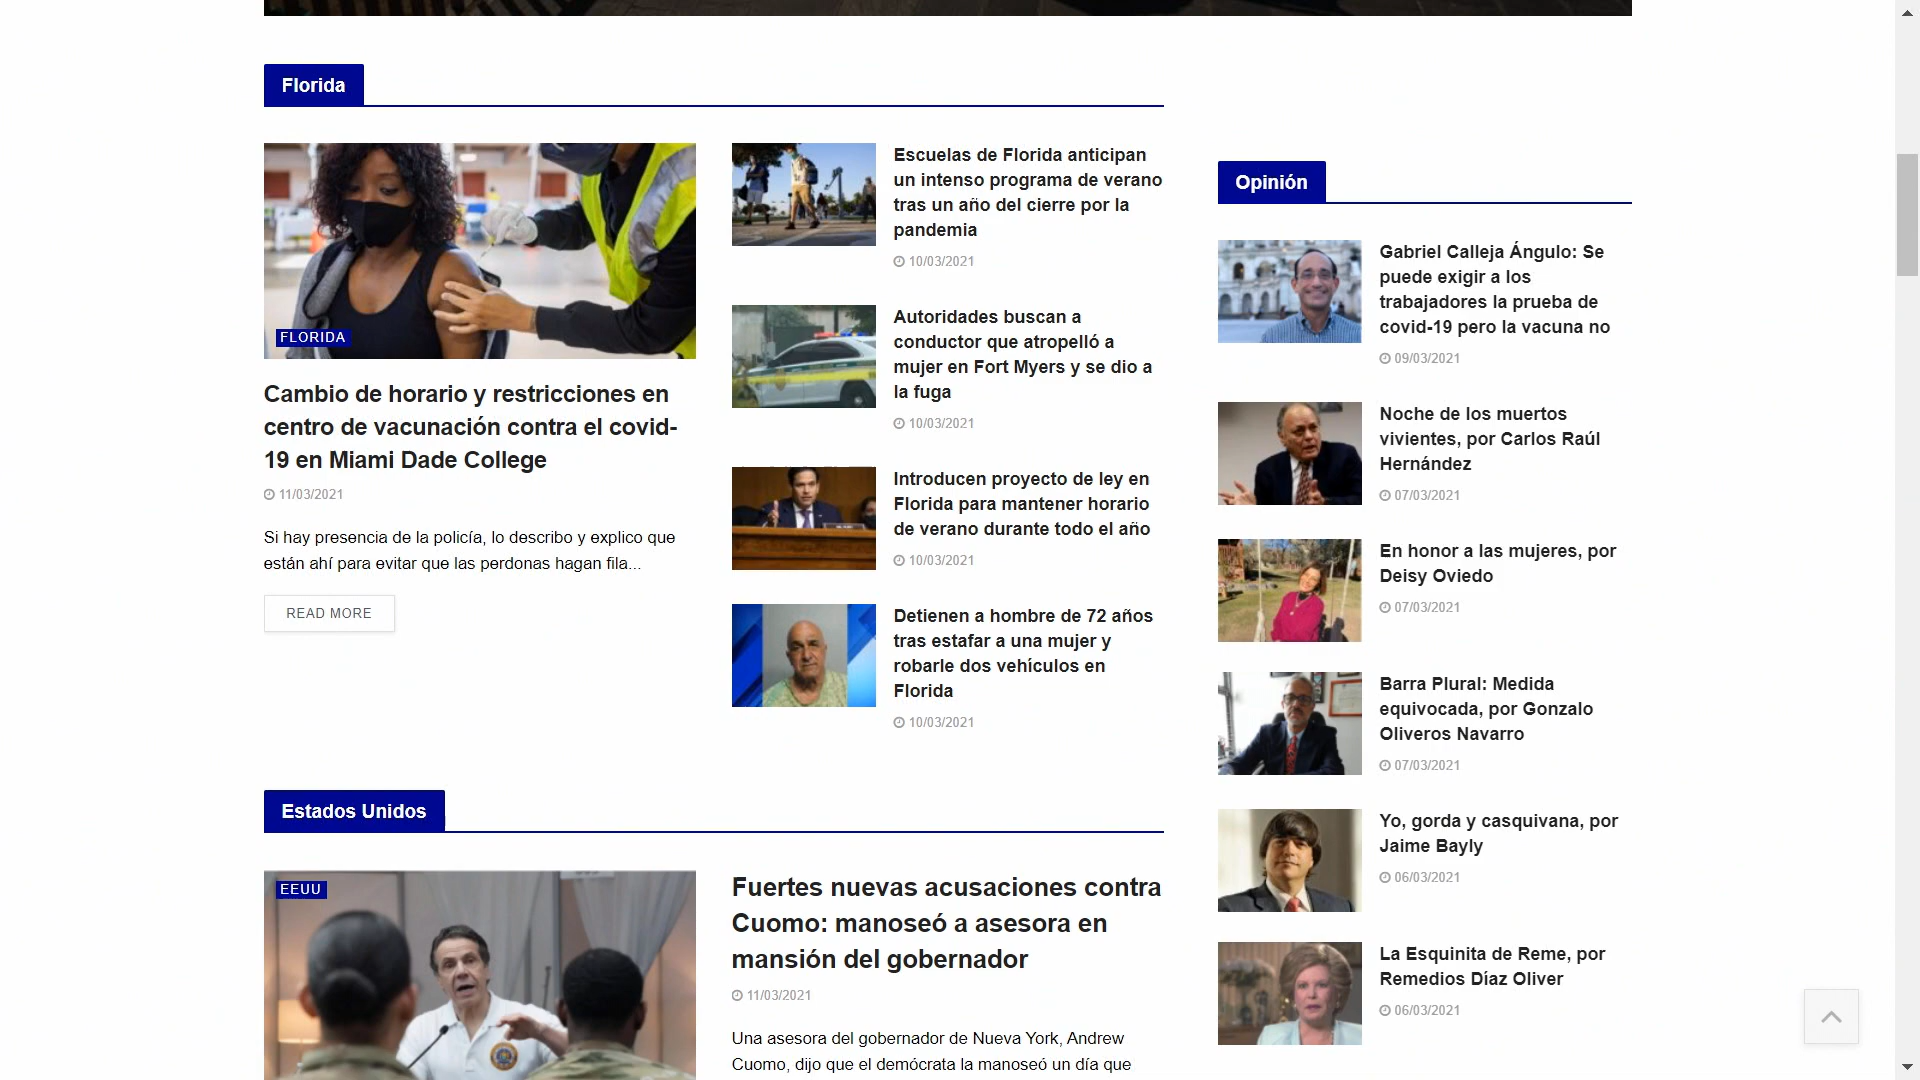 Florida
FLORIDA
Cambio de horario y restricciones en
centro de vacunación contra el covid-
19 en Miami Dade College
11/03/2021
Si hay presencia de la policía, lo describo y explico que
están ahí para evitar que las perdonas hagan fila...
READ MORE
Escuelas de Florida anticipan
un intenso programa de verano
tras un año del cierre por la
pandemia
10/03/2021
Autoridades buscan a
conductor que atropelló a
mujer en Fort Myers y se dio a
la fuga
10/03/2021
Introducen proyecto de ley en
Florida para mantener horario
de verano durante todo el año
10/03/2021
Detienen a hombre de 72 años
tras estafar a una mujer y
robarle dos vehículos en
Florida
10/03/2021
Estados Unidos
EEUU
Fuertes nuevas acusaciones contra
Cuomo: manoseó a asesora en
mansión del gobernador
11/03/2021
Una asesora del gobernador de Nueva York, Andrew
Cuomo, dijo que el demócrata la manoseó un día que
Opinión
Gabriel Calleja Ángulo: Se
puede exigir a los
trabajadores la prueba de
covid-19 pero la vacuna no
09/03/2021
Noche de los muertos
vivientes, por Carlos Raúl
Hernández
07/03/2021
En honor a las mujeres, por
Deisy Oviedo
07/03/2021
Barra Plural: Medida
equivocada, por Gonzalo
Oliveros Navarro
07/03/2021
Yo, gorda y casquivana, por
Jaime Bayly
06/03/2021
La Esquinita de Reme, por
Remedios Díaz Oliver
06/03/2021